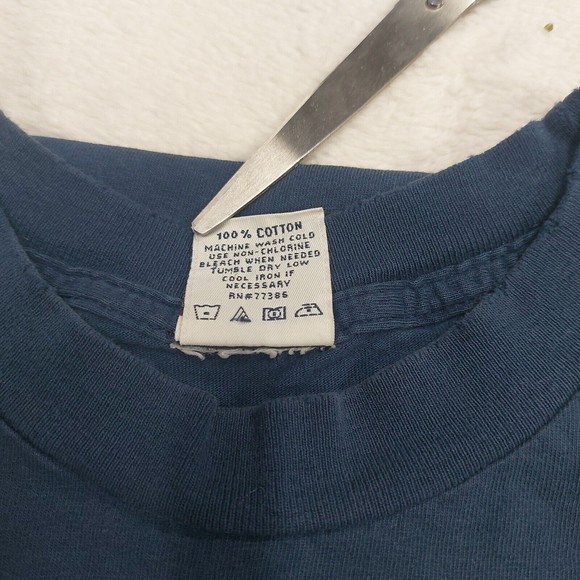 100% COTTON
MACHINE WASH COLD
USE NON-CHLORINE
BLEACH WHEN NEEDED
TUMBLE DRY LOW
COOL IRON IF
NECESSARY
RN#77386